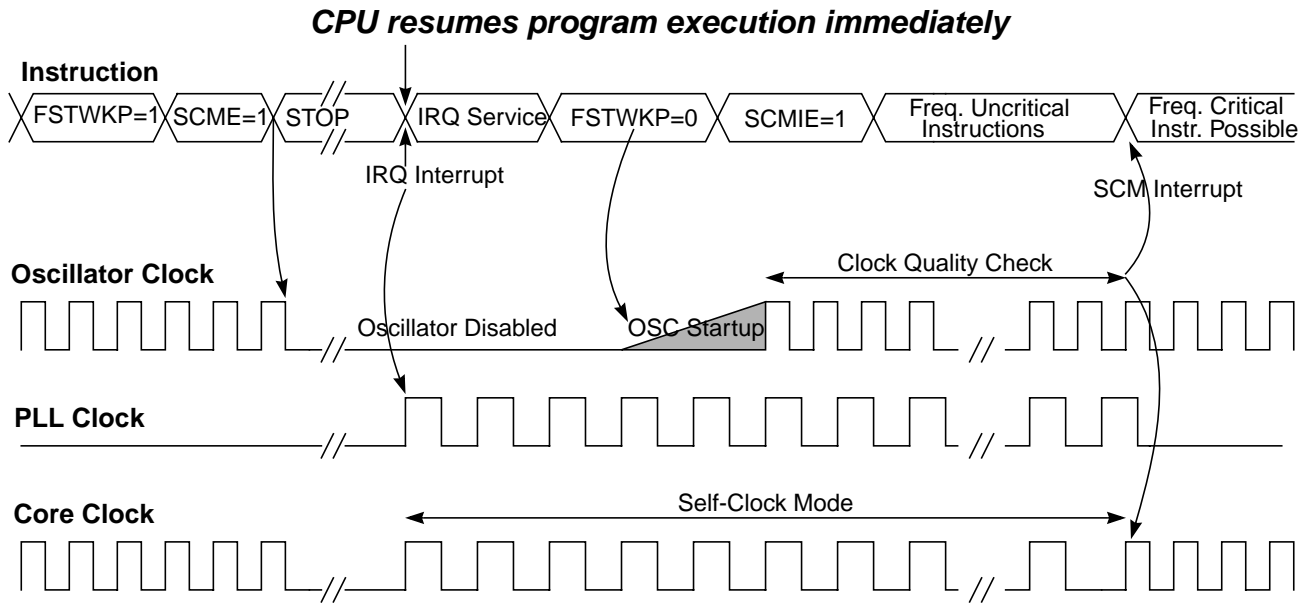 CPU resumes program execution immediately
Instruction
FSTWKP=1 SCME=1 STOP IRQ Service FSTWKP=0 SCMIE=1 Freq. Uncritical Freq. Critical
Instructions Instr. Possible
IRQ Interrupt SCM Interrupt
Clock Quality Check
Oscillator Clock
Oscillator Disabled OSC Startup
PLL Clock
Self-Clock Mode
Core Clock